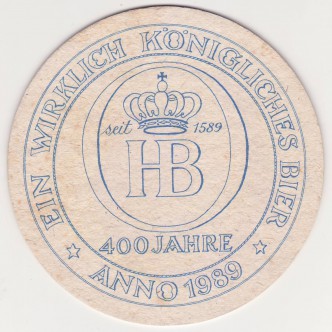 EIN WIRKLICH KÖNIGLICHES BIER
seit 1589
HB
400 JAHRE
ANNO 1989